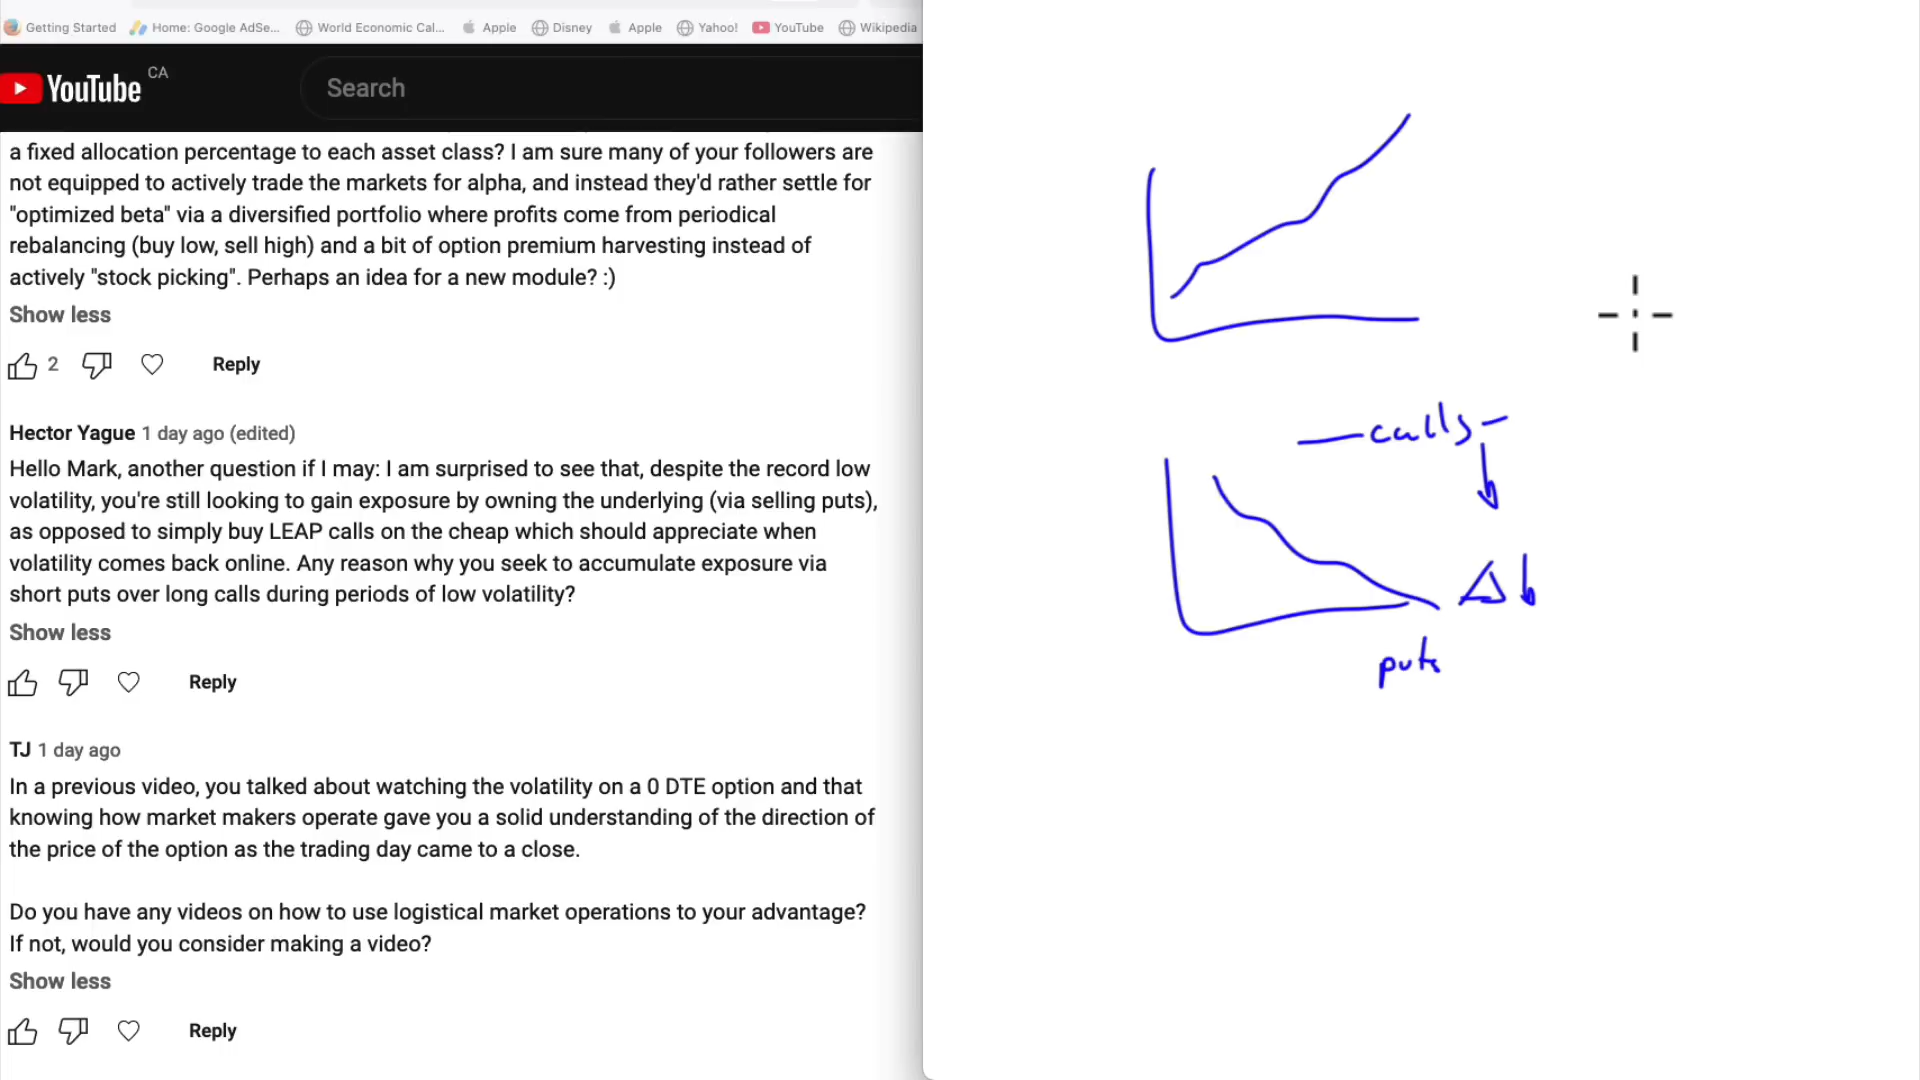 Getting Started
Home: Google AdSe...
World Economic Cal...
Apple
Disney
Apple
Yahoo!
YouTube
Wikipedia
YouTube CA
Search
a fixed allocation percentage to each asset class? I am sure many of your followers are
not equipped to actively trade the markets for alpha, and instead they'd rather settle for
"optimized beta" via a diversified portfolio where profits come from periodical
rebalancing (buy low, sell high) and a bit of option premium harvesting instead of
actively "stock picking". Perhaps an idea for a new module? :)
Show less
2
Reply
Hector Yague 1 day ago (edited)
Hello Mark, another question if I may: I am surprised to see that, despite the record low
volatility, you're still looking to gain exposure by owning the underlying (via selling puts),
as opposed to simply buy LEAP calls on the cheap which should appreciate when
volatility comes back online. Any reason why you seek to accumulate exposure via
short puts over long calls during periods of low volatility?
Show less
Reply
TJ 1 day ago
In a previous video, you talked about watching the volatility on a 0 DTE option and that
knowing how market makers operate gave you a solid understanding of the direction of
the price of the option as the trading day came to a close.
Do you have any videos on how to use logistical market operations to your advantage?
If not, would you consider making a video?
Show less
Reply
calls
Δ
puts